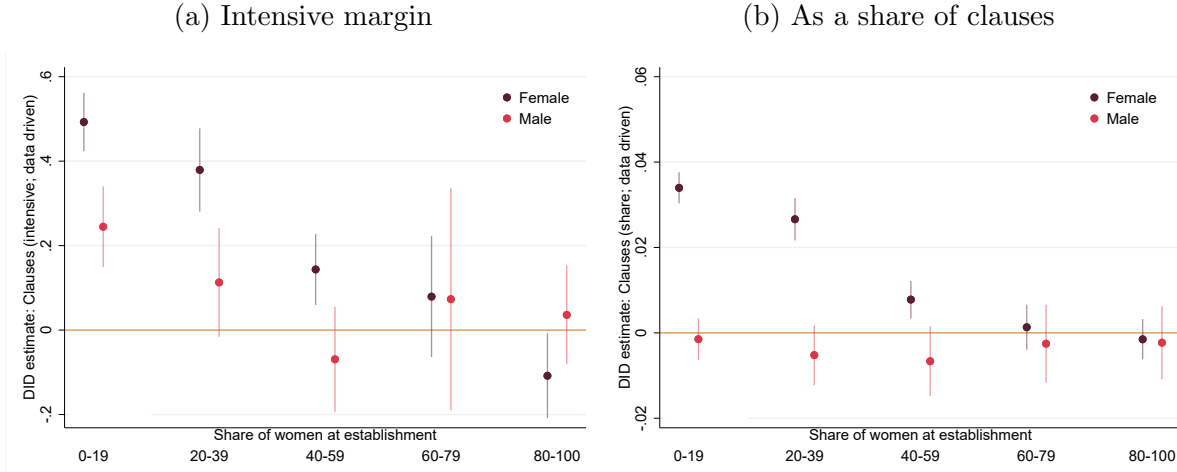 (a) Intensive margin
DID estimate: Clauses (intensive; data driven)
.6
.4
.2
0
-.2
Female
Male
Share of women at establishment
0-19 20-39 40-59 60-79 80-100
(b) As a share of clauses
DID estimate: Clauses (share; data driven)
.06
.04
.02
0
-.02
Female
Male
Share of women at establishment
0-19 20-39 40-59 60-79 80-100